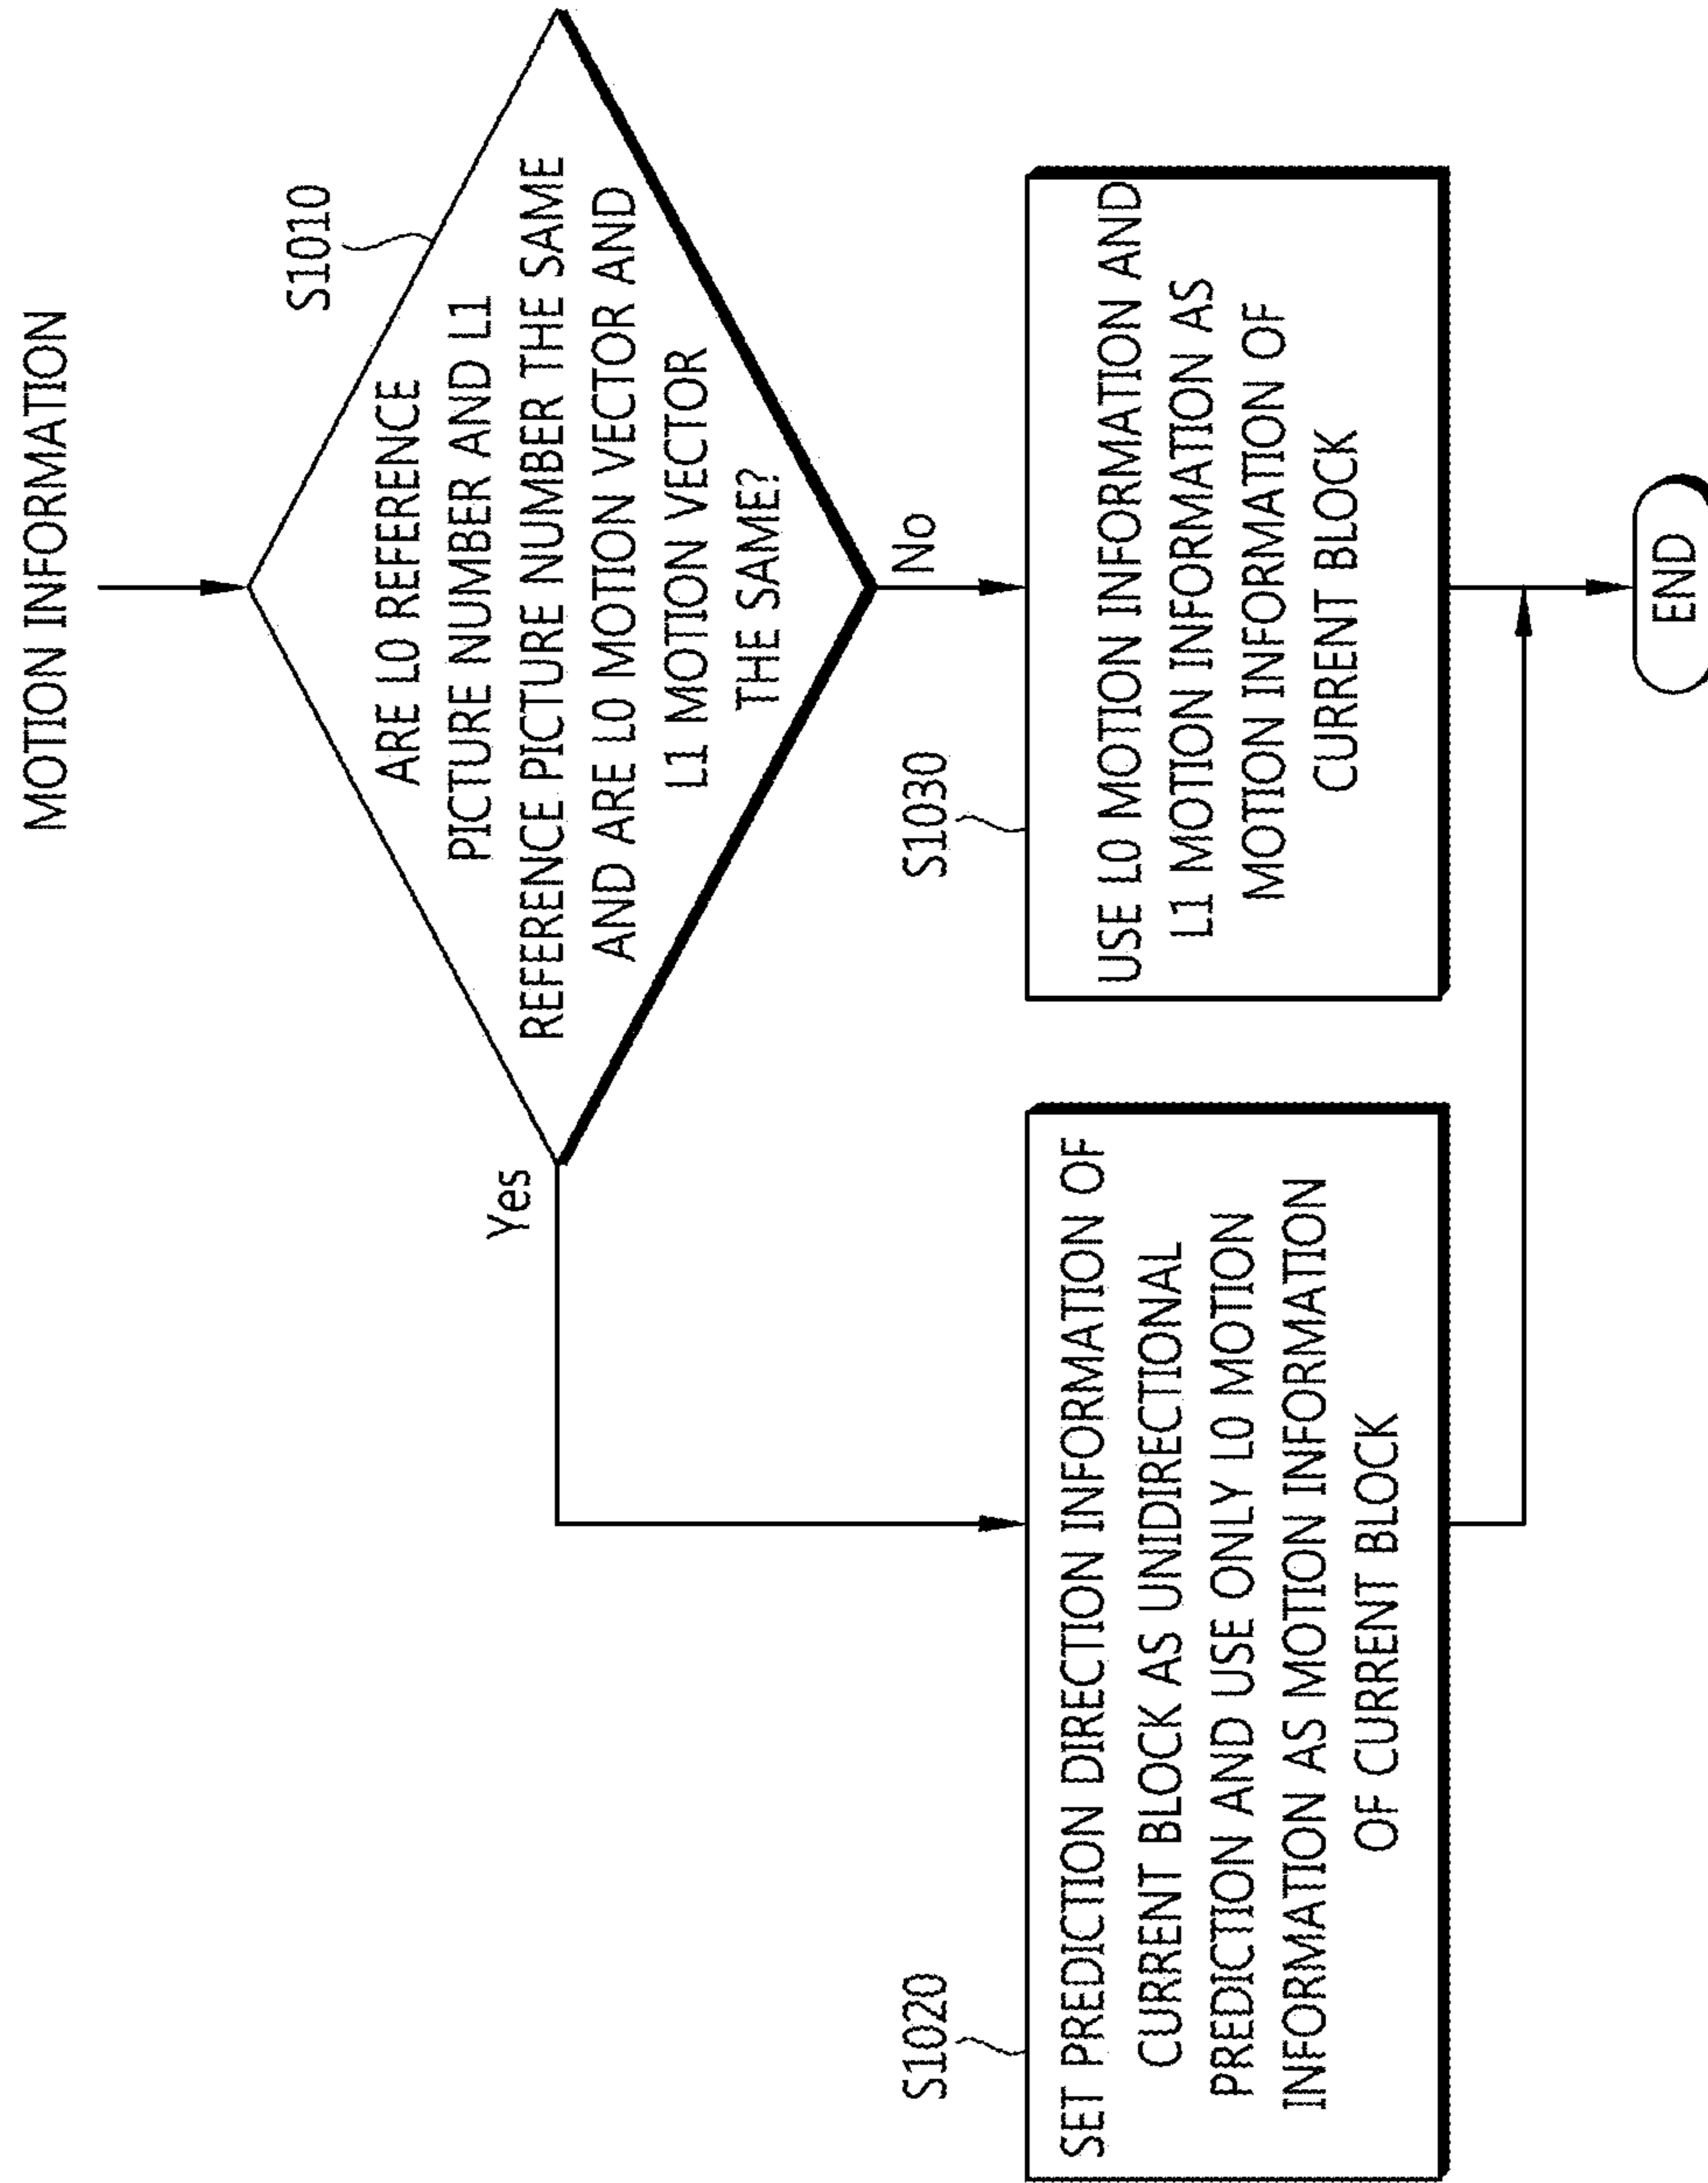 MOTION INFORMATION
S1010
ARE L0 REFERENCE
PICTURE NUMBER AND L1
REFERENCE PICTURE NUMBER THE SAME
AND ARE L0 MOTION VECTOR AND
L1 MOTION VECTOR
THE SAME?
Yes
No
S1020
SET PREDICTION DIRECTION INFORMATION OF
CURRENT BLOCK AS UNIDIRECTIONAL
PREDICTION AND USE ONLY L0 MOTION
INFORMATION AS MOTION INFORMATION
OF CURRENT BLOCK
S1030
USE L0 MOTION INFORMATION AND
L1 MOTION INFORMATION AS
MOTION INFORMATION OF
CURRENT BLOCK
END